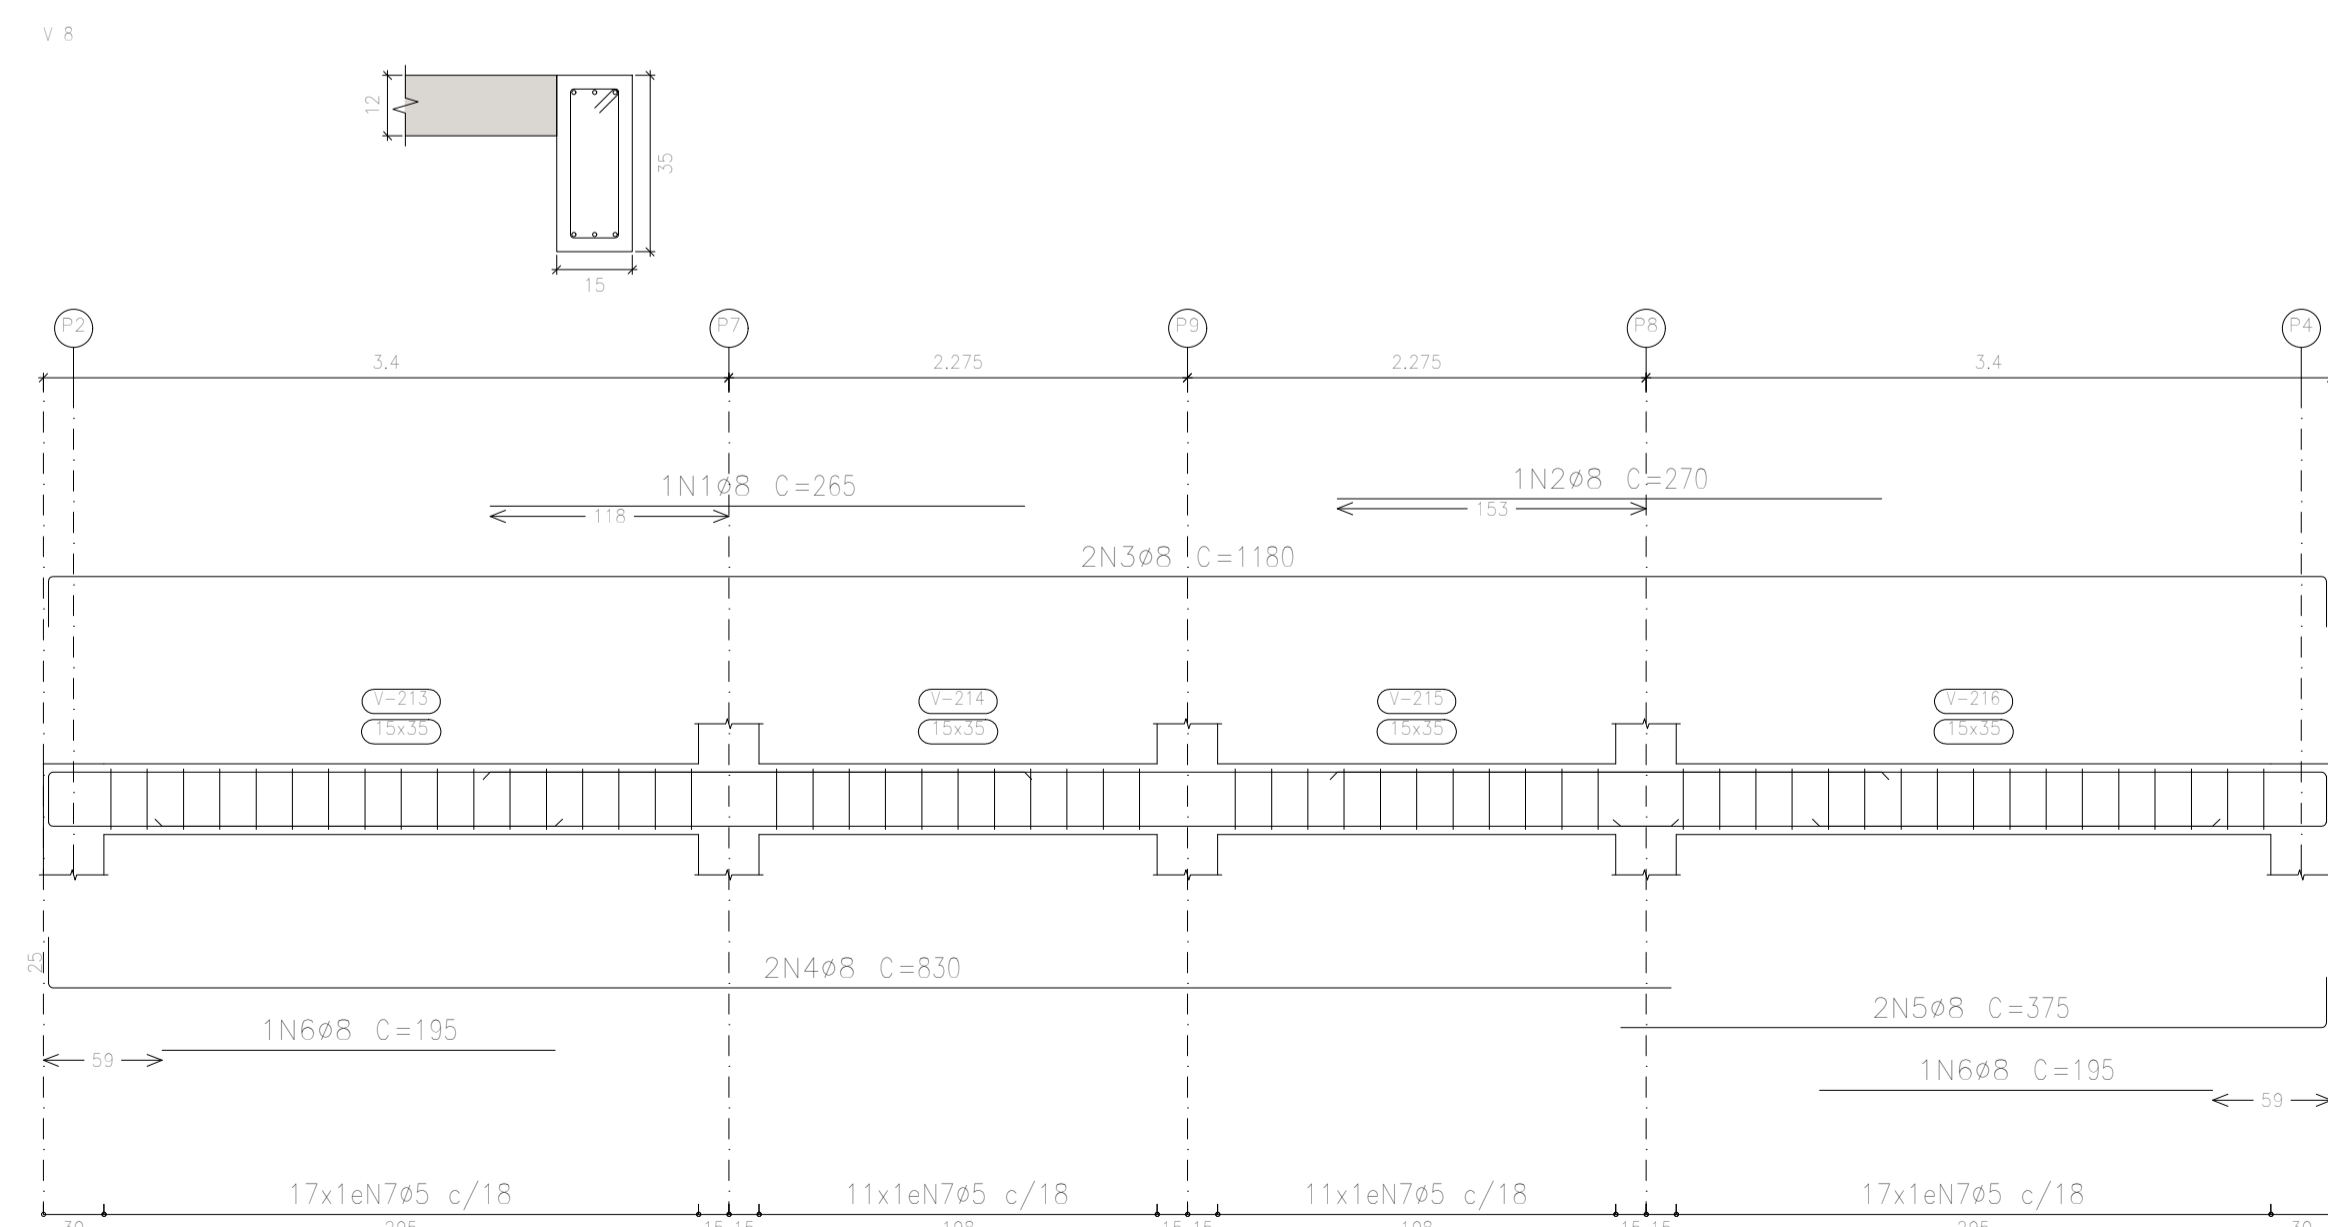 V 8
12
35
15
P2
P7
P9
P8
P4
3.4
2.275
2.275
3.4
1N1ø8 C=265
118
1N2ø8 C=270
153
2N3ø8 C=1180
V-213
15x35
V-214
15x35
V-215
15x35
V-216
15x35
25
2N4ø8 C=830
2N5ø8 C=375
1N6ø8 C=195
59
1N6ø8 C=195
59
17x1eN7ø5 c/18
11x1eN7ø5 c/18
11x1eN7ø5 c/18
17x1eN7ø5 c/18